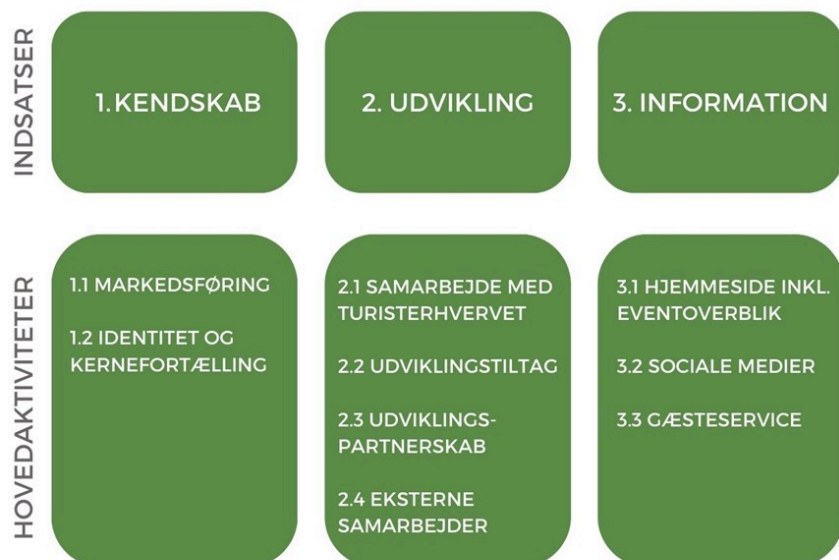 INDSATSER
1. KENDSKAB
2. UDVIKLING
3. INFORMATION
HOVEDAKTIVITETER
1.1 MARKEDSFØRING
1.2 IDENTITET OG
KERNEFORTÆLLING
2.1 SAMARBEJDE MED
TURISTERHVERVET
2.2 UDVIKLINGSTILTAG
2.3 UDVIKLINGS-
PARTNERSKAB
2.4 EKSTERNE
SAMARBEJDER
3.1 HJEMMESIDE INKL.
EVENTOVERBLIK
3.2 SOCIALE MEDIER
3.3 GÆSTESERVICE